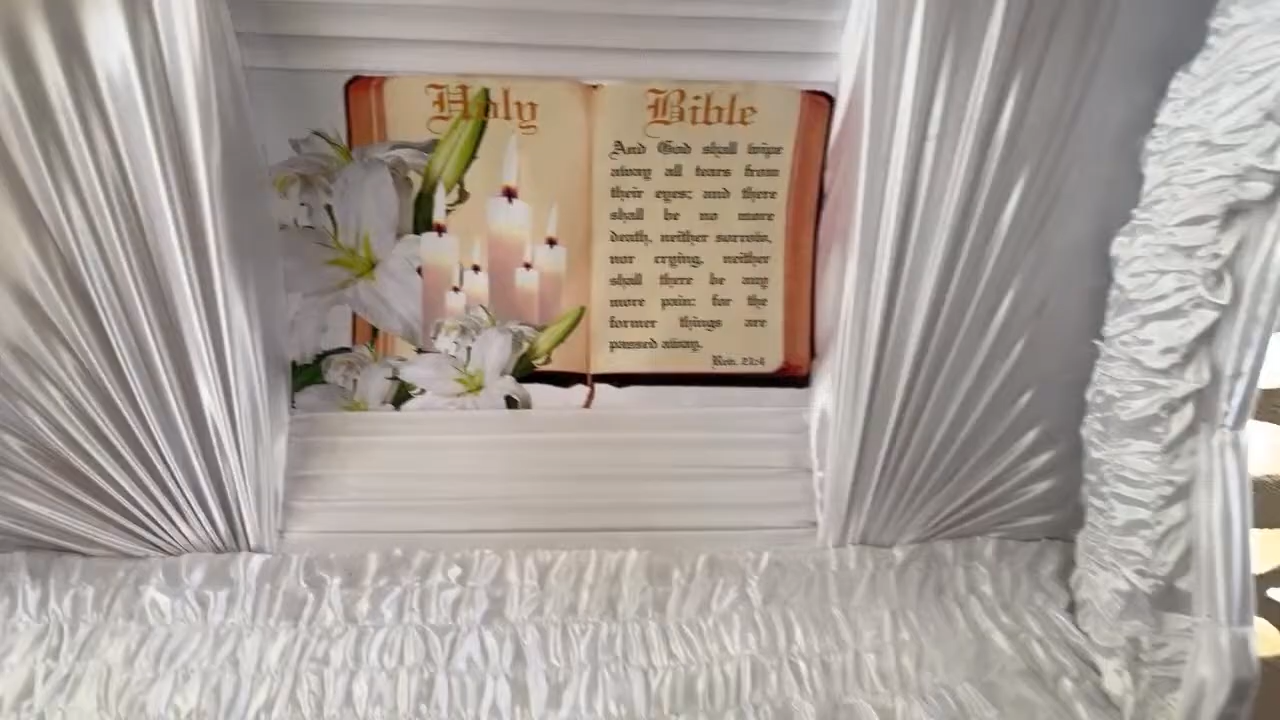 Holy Bible
And God shall wipe
away all tears from
their eyes; and there
shall be no more
death, neither sorrow,
nor crying, neither
shall there be any
more pain: for the
former things are
passed away.
Rev. 21:4